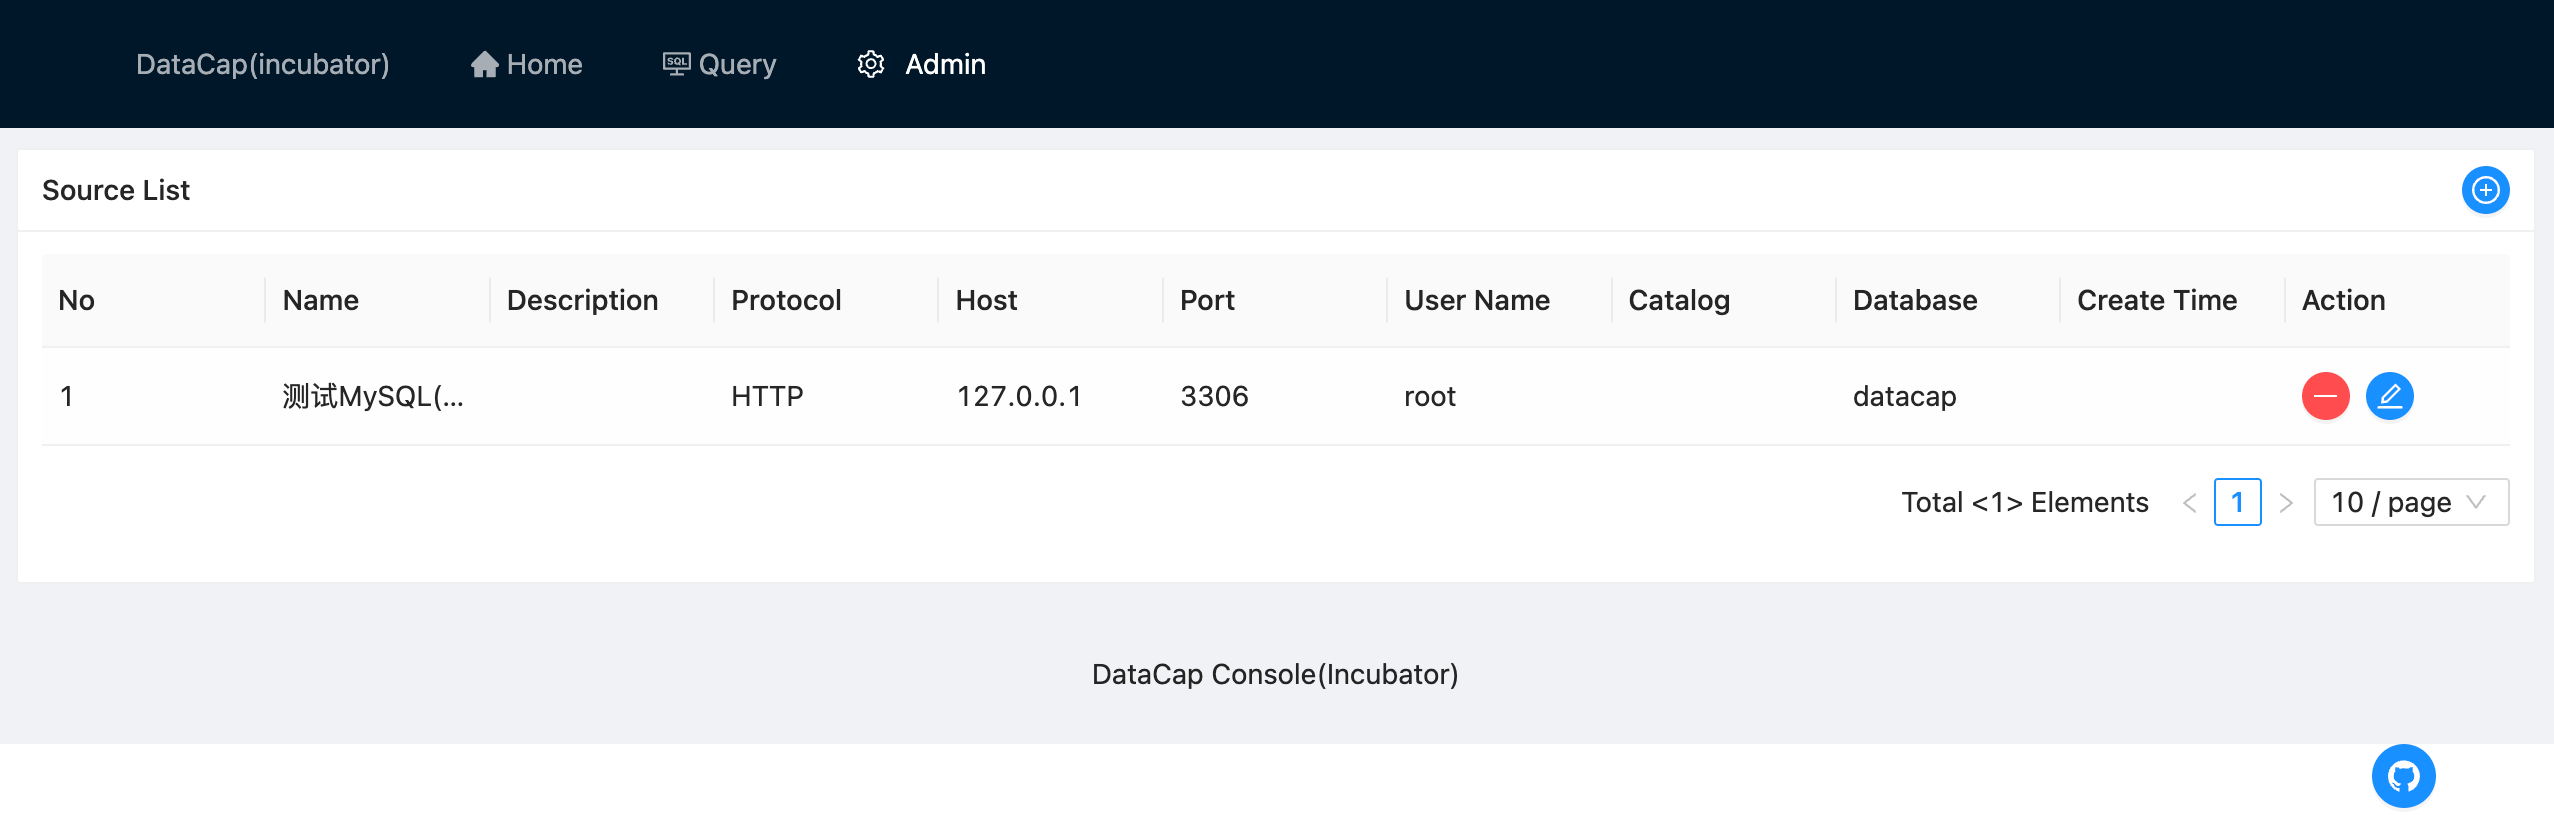 DataCap(incubator) Home SQL Query Admin
Source List
No Name Description Protocol Host Port User Name Catalog Database Create Time Action
1 测试MySQL(... HTTP 127.0.0.1 3306 root datacap
Total <1> Elements < 1 > 10 / page
DataCap Console(Incubator)